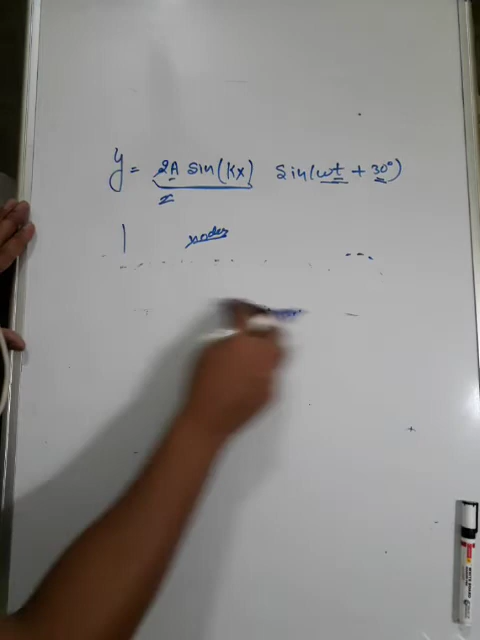 y = 2A sin(kx) sin(ωt + 30°)
nodes